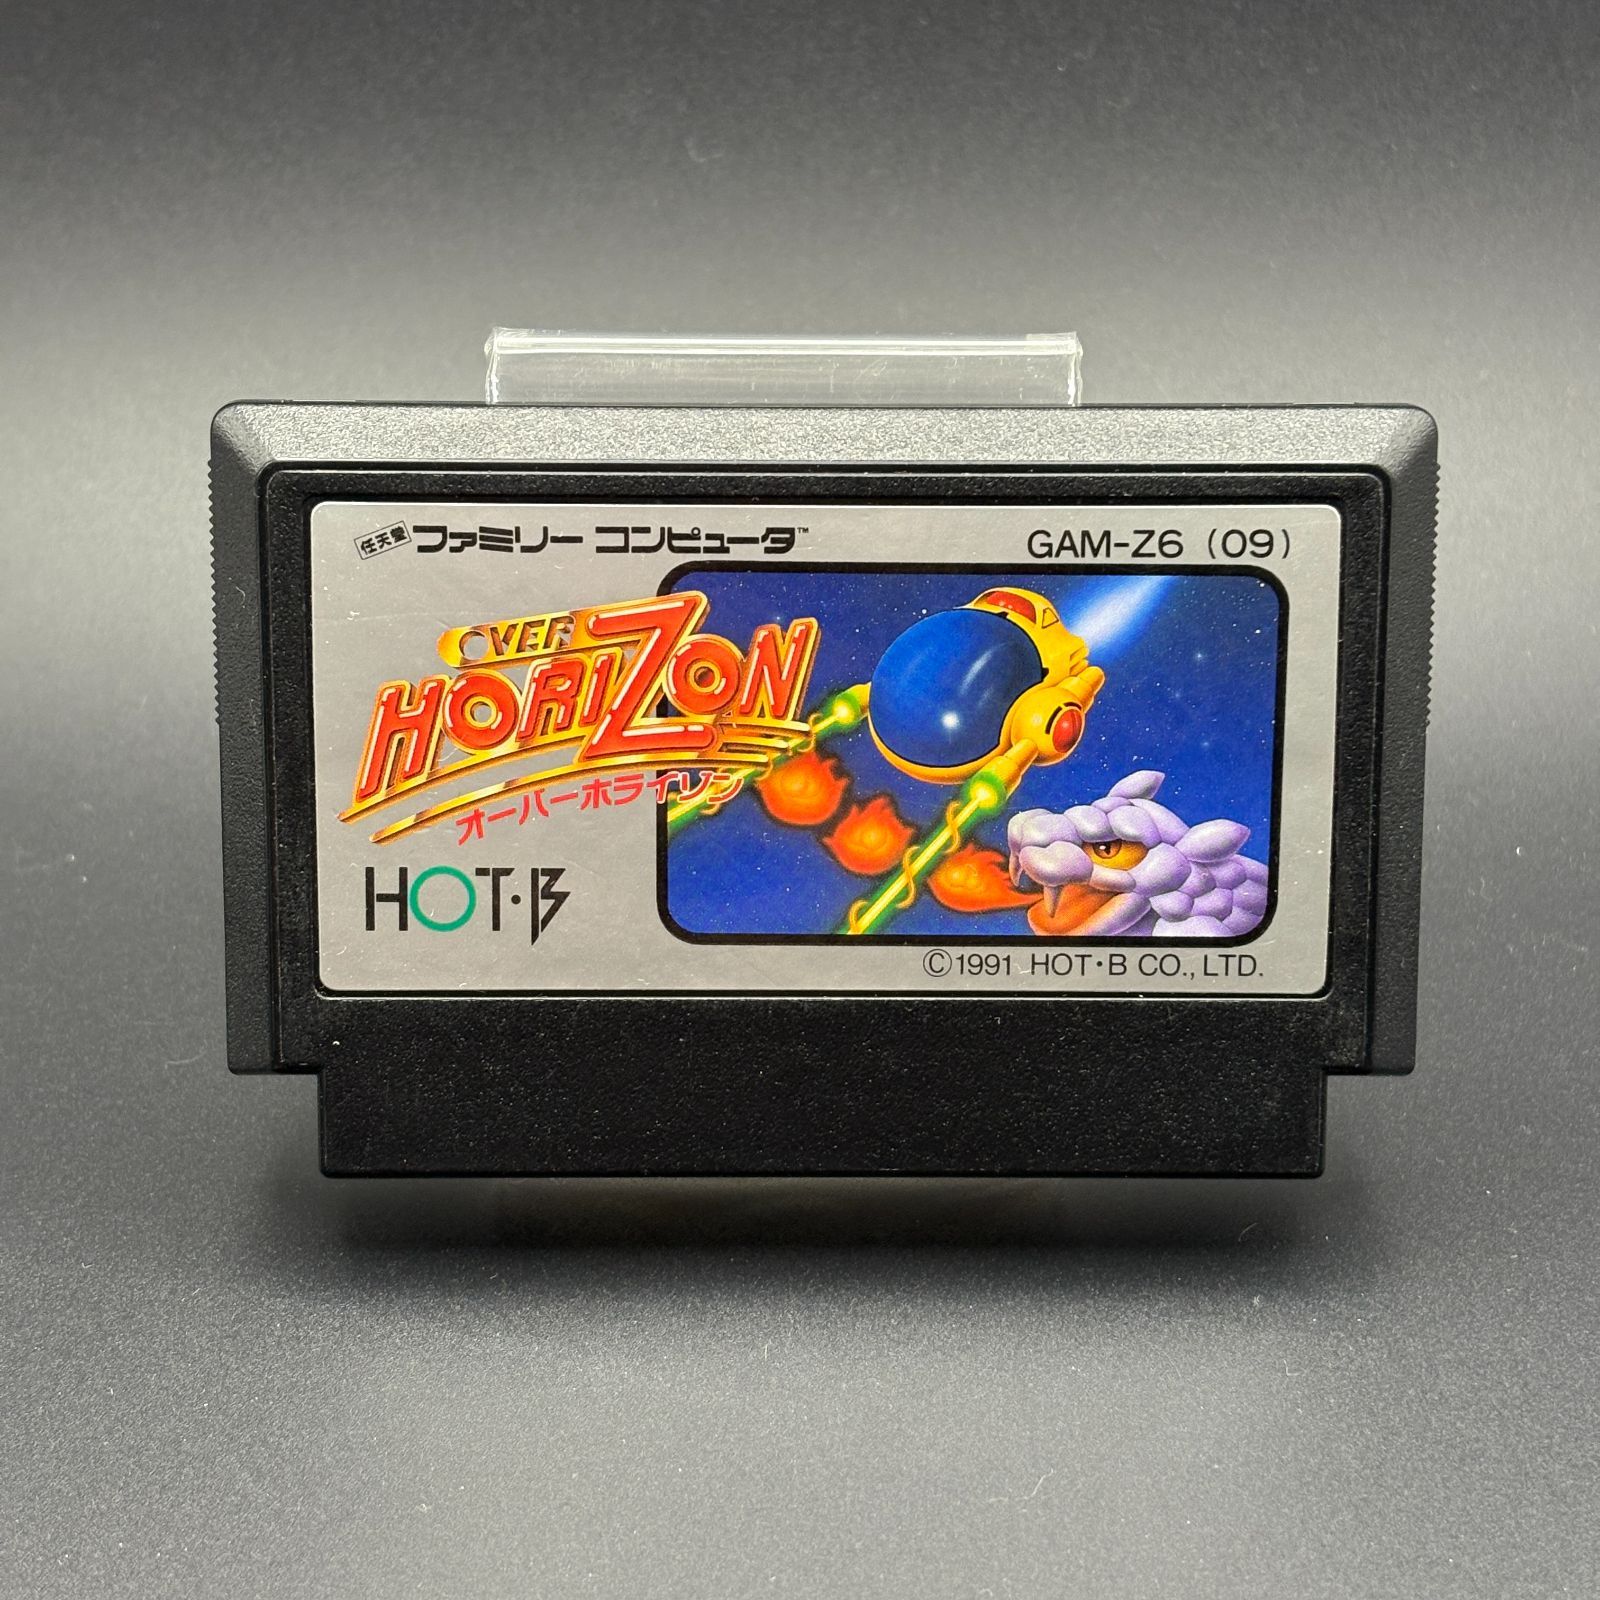 任天堂 ファミリー コンピュータ™
GAM-Z6 (09)
OVER
HORIZON
オーバーホライゾン
HOT・B
©1991 HOT・B CO., LTD.